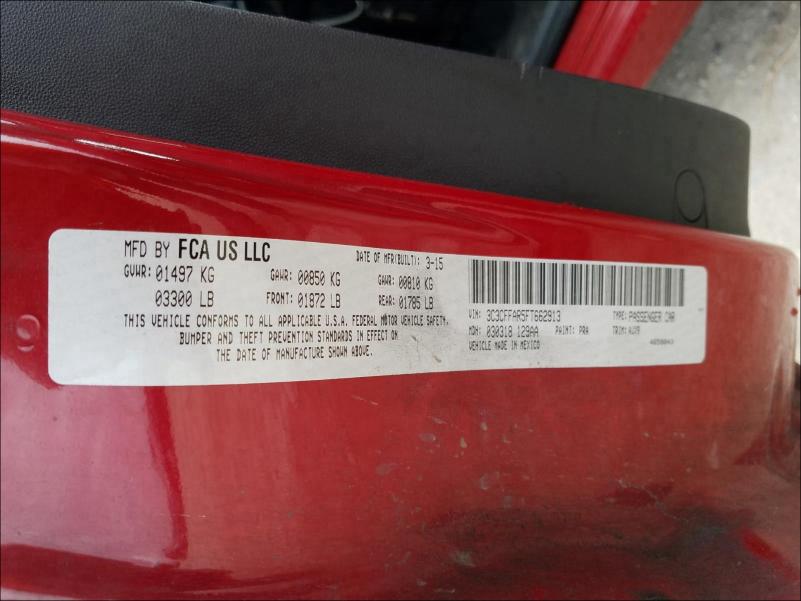 MFD BY FCA US LLC DATE OF MFR(BUILT): 3-15
GVWR: 01497 KG GAWR: 00850 KG GAWR: 00810 KG
03300 LB FRONT: 01872 LB REAR: 01785 LB
THIS VEHICLE CONFORMS TO ALL APPLICABLE U.S.A. FEDERAL MOTOR VEHICLE SAFETY,
BUMPER AND THEFT PREVENTION STANDARDS IN EFFECT ON
THE DATE OF MANUFACTURE SHOWN ABOVE.
VIN: 3C3CFFAR5FT662913 TYPE: PASSENGER CAR
MDH: 030318 129AA PAINT: PRA TRIM: AUX9
VEHICLE MADE IN MEXICO